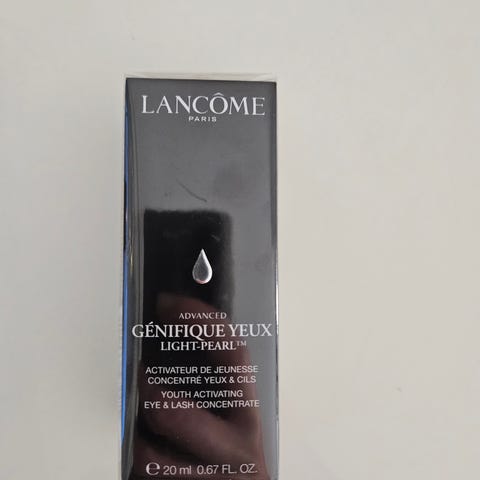 LANCÔME
PARIS
ADVANCED
GÉNIFIQUE YEUX
LIGHT-PEARL™
ACTIVATEUR DE JEUNESSE
CONCENTRÉ YEUX & CILS
YOUTH ACTIVATING
EYE & LASH CONCENTRATE
℮ 20 ml 0.67 FL. OZ.